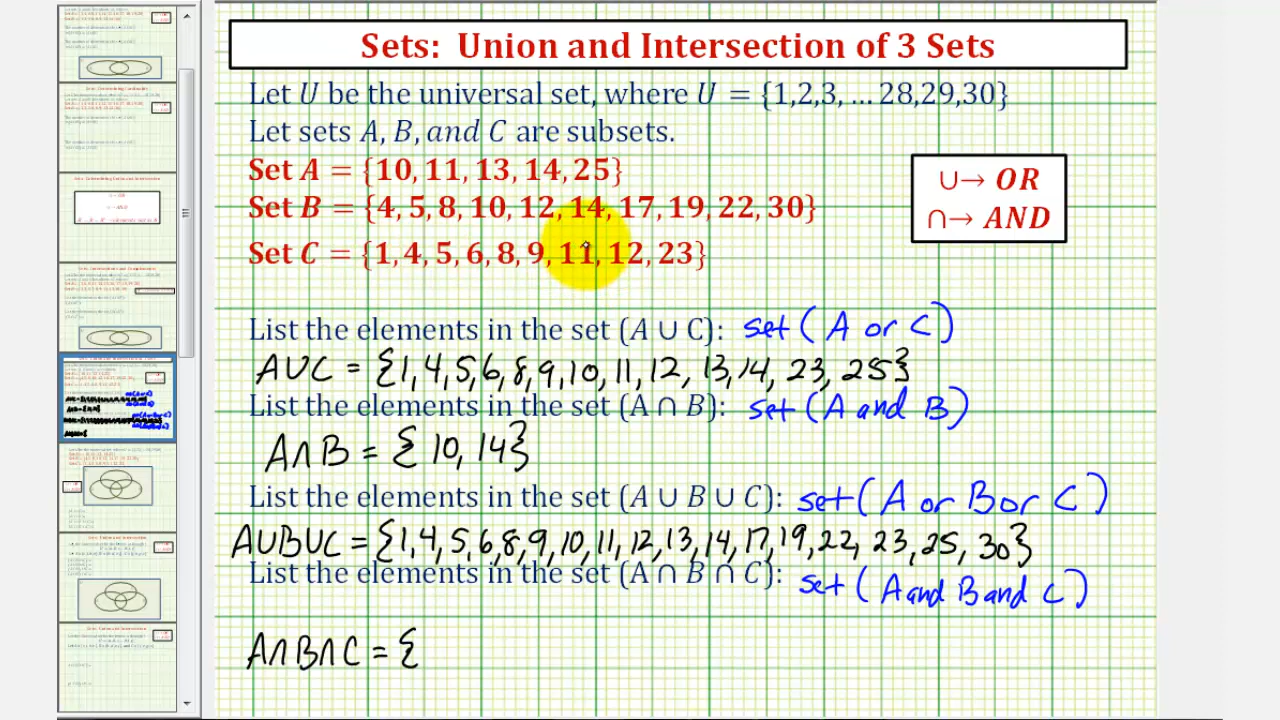 Sets: Union and Intersection of 3 Sets
Let U be the universal set, where U = {1,2,3, … 28,29,30}
Let sets A, B, and C are subsets.
Set A = {10, 11, 13, 14, 25}
Set B = {4, 5, 8, 10, 12, 14, 17, 19, 22, 30}
Set C = {1, 4, 5, 6, 8, 9, 11, 12, 23}
∪→ OR
∩→ AND
List the elements in the set (A ∪ C): set (A or C)
A∪C = {1,4,5,6,8,9,10,11,12,13,14,23,25}
List the elements in the set (A ∩ B): set (A and B)
A∩B = {10, 14}
List the elements in the set (A ∪ B ∪ C): set (A or B or C)
A∪B∪C = {1,4,5,6,8,9,10,11,12,13,14,17,19,22,23,25,30}
List the elements in the set (A ∩ B ∩ C): set (A and B and C)
A∩B∩C = {